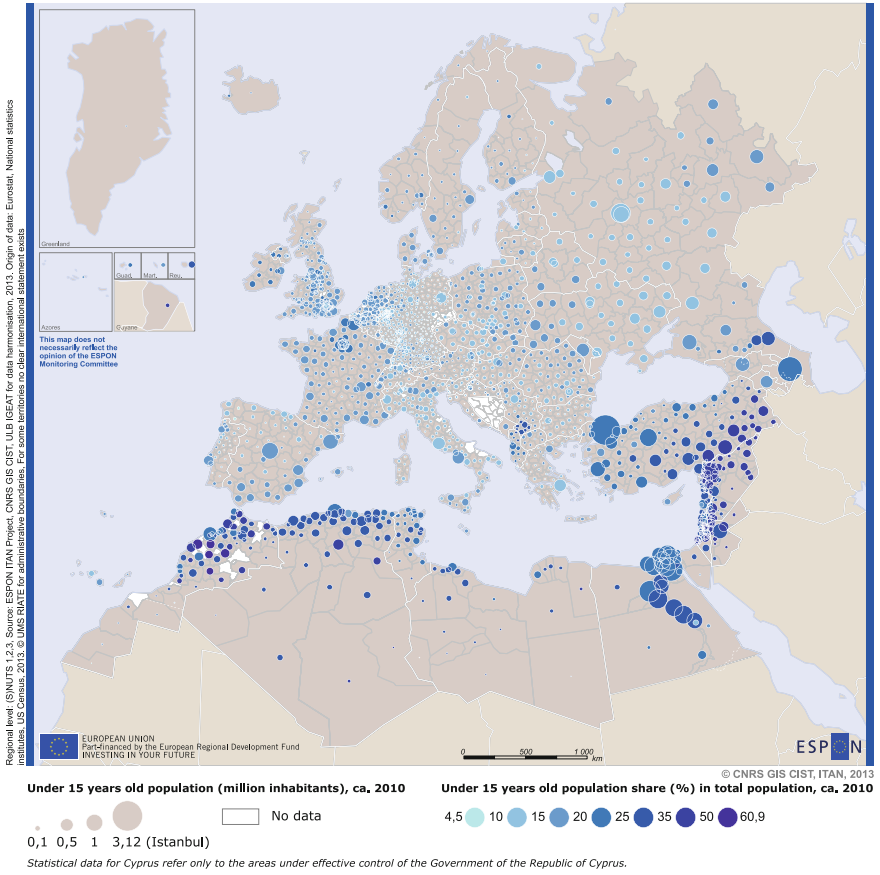 Regional level: (S)NUTS 1,2,3, Source: ESPON ITAN Project, CNRS GIS CIST, ULB IGEAT for data harmonisation, 2013. Origin of data: Eurostat, National statistics
institutes, US Census, 2013. © UMS RIATE for administrative boundaries. For some territories no clear international statement exists
Greenland
Guad.
Mart.
Reu.
Azores
Guyane
This map does not
necessarily reflect the
opinion of the ESPON
Monitoring Committee
EUROPEAN UNION
Part-financed by the European Regional Development Fund
INVESTING IN YOUR FUTURE
0 500 1 000
km
ESPON
© CNRS GIS CIST, ITAN, 2013
Under 15 years old population (million inhabitants), ca. 2010
No data
0,1 0,5 1 3,12 (Istanbul)
Under 15 years old population share (%) in total population, ca. 2010
4,5 10 15 20 25 35 50 60,9
Statistical data for Cyprus refer only to the areas under effective control of the Government of the Republic of Cyprus.